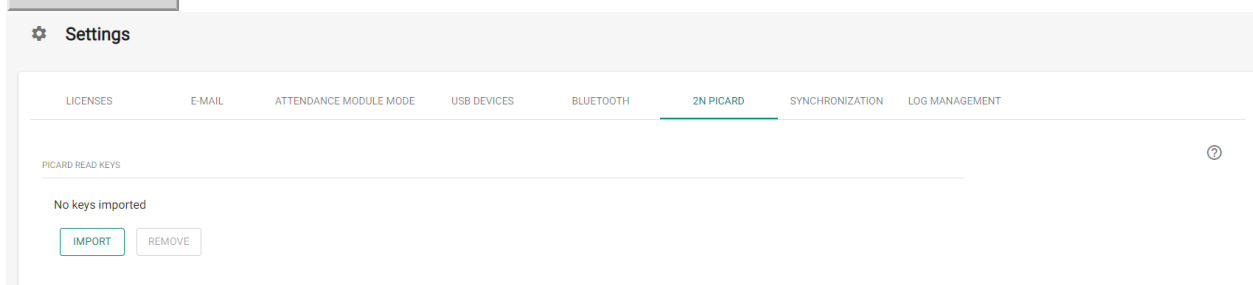 Settings
LICENSES E-MAIL ATTENDANCE MODULE MODE USB DEVICES BLUETOOTH 2N PICARD SYNCHRONIZATION LOG MANAGEMENT
PICARD READ KEYS
No keys imported
IMPORT REMOVE